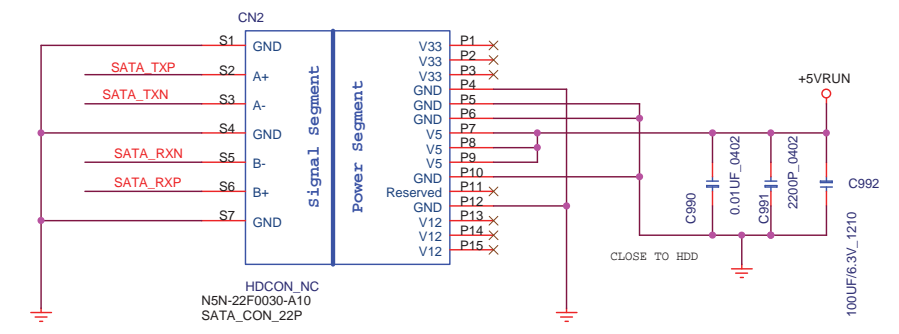 CN2
S1 GND
SATA_TXP S2 A+
SATA_TXN S3 A-
S4 GND
SATA_RXN S5 B-
SATA_RXP S6 B+
S7 GND
Signal Segment
Power Segment
V33 P1
V33 P2
V33 P3
GND P4
GND P5
GND P6
V5 P7
V5 P8
V5 P9
GND P10
Reserved P11
GND P12
V12 P13
V12 P14
V12 P15
HDCON_NC
N5N-22F0030-A10
SATA_CON_22P
+5VRUN
C990
0.01UF_0402
C991
2200P_0402
C992
100UF/6.3V_1210
CLOSE TO HDD